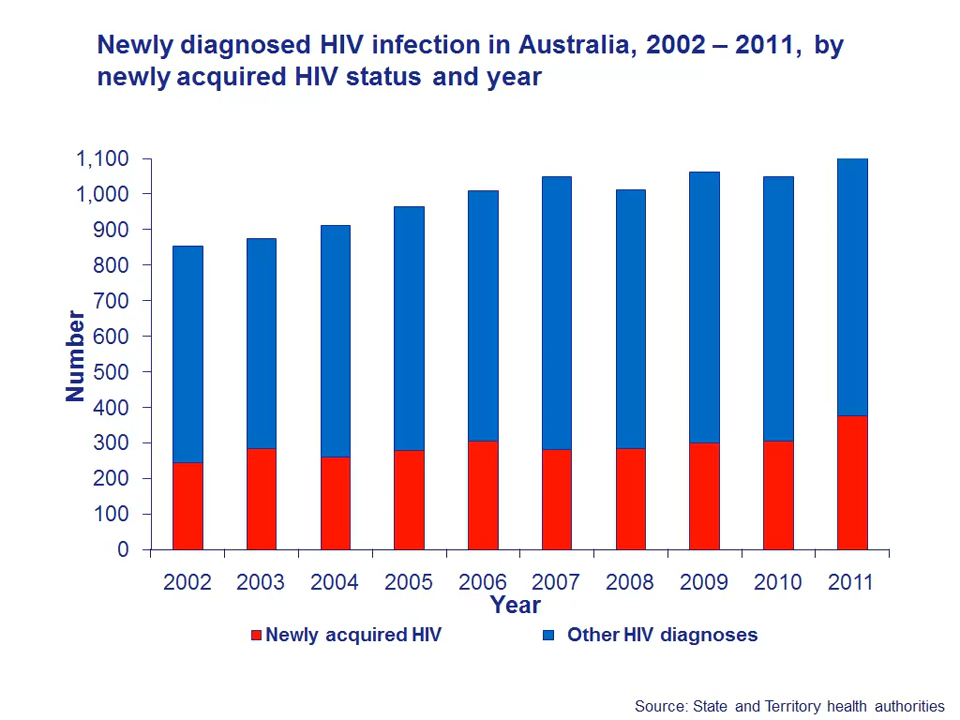 Newly diagnosed HIV infection in Australia, 2002 – 2011, by
newly acquired HIV status and year
1,100
1,000
900
800
700
600
500
400
300
200
100
0
Number
2002 2003 2004 2005 2006 2007 2008 2009 2010 2011
Year
Newly acquired HIV Other HIV diagnoses
Source: State and Territory health authorities